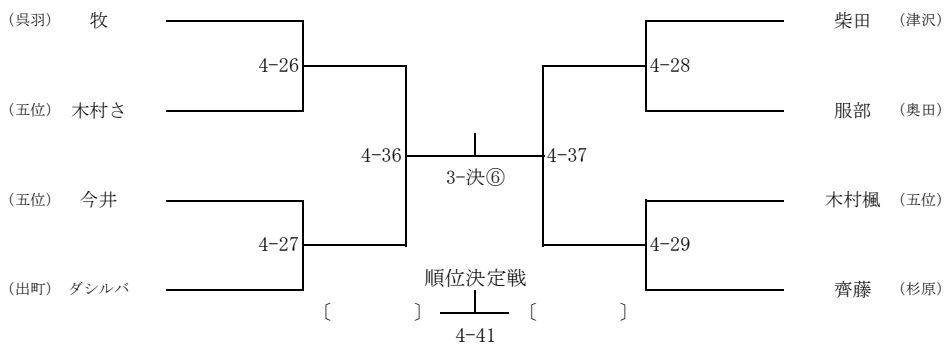 (呉羽) 牧 柴田 (津沢)
4-26 4-28
(五位) 木村さ 服部 (奥田)
4-36 4-37
3-決⑥
(五位) 今井 木村楓 (五位)
4-27 4-29
順位決定戦
(出町) ダシルバ 齊藤 (杉原)
〔 〕 〔 〕
4-41